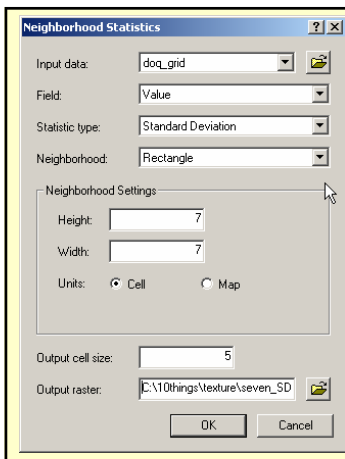 Neighborhood Statistics
Input data: doq_grid
Field: Value
Statistic type: Standard Deviation
Neighborhood: Rectangle
Neighborhood Settings
Height: 7
Width: 7
Units: Cell Map
Output cell size: 5
Output raster: C:\10things\texture\seven_SD
OK Cancel